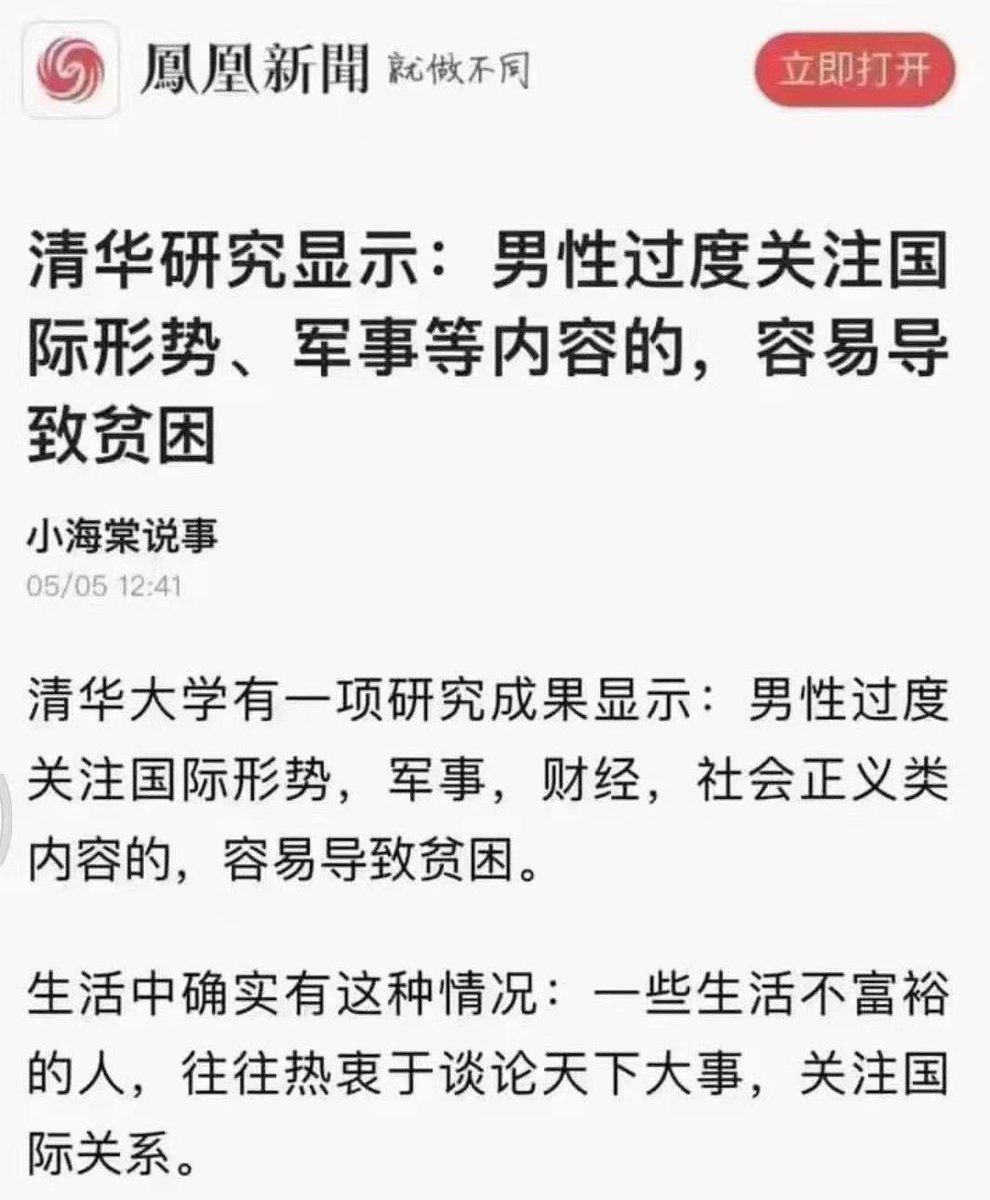 鳳凰新聞 就做不同 立即打开
清华研究显示：男性过度关注国
际形势、军事等内容的，容易导
致贫困
小海棠说事
05/05 12:41
清华大学有一项研究成果显示：男性过度
关注国际形势，军事，财经，社会正义类
内容的，容易导致贫困。
生活中确实有这种情况：一些生活不富裕
的人，往往热衷于谈论天下大事，关注国
际关系。